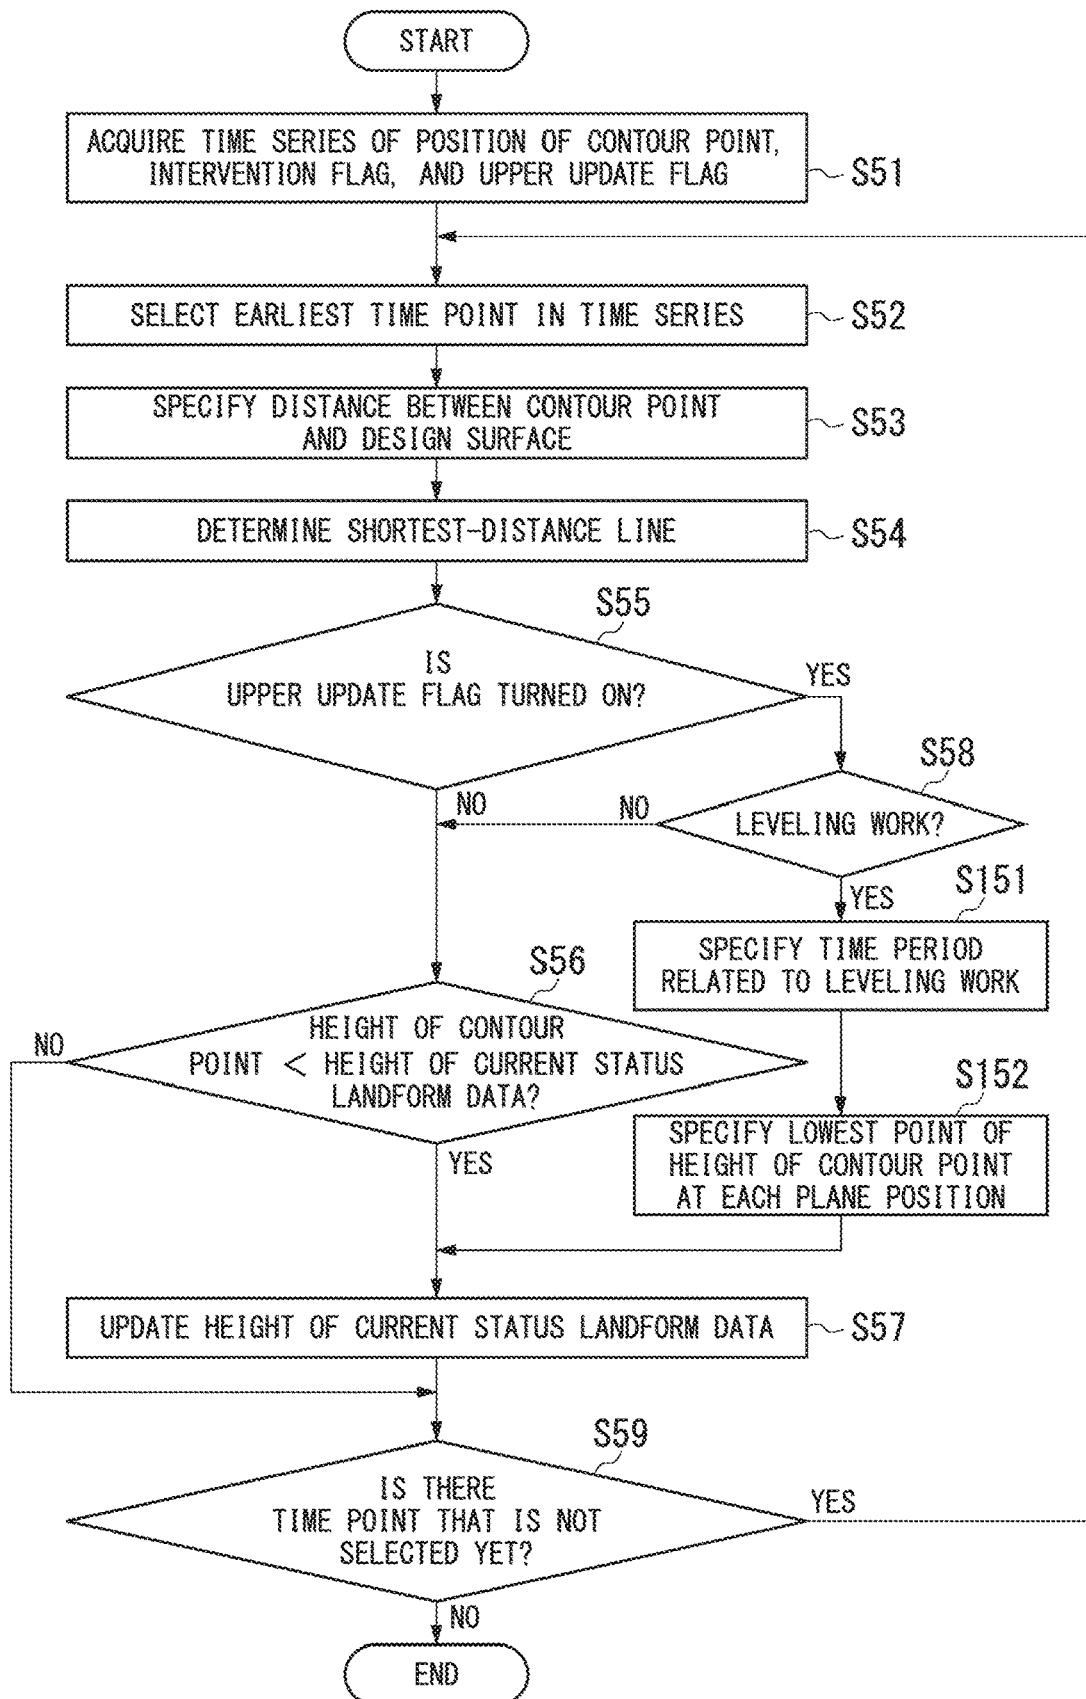 START
ACQUIRE TIME SERIES OF POSITION OF CONTOUR POINT,
INTERVENTION FLAG, AND UPPER UPDATE FLAG
S51
SELECT EARLIEST TIME POINT IN TIME SERIES
S52
SPECIFY DISTANCE BETWEEN CONTOUR POINT
AND DESIGN SURFACE
S53
DETERMINE SHORTEST-DISTANCE LINE
S54
S55
IS
UPPER UPDATE FLAG TURNED ON?
YES
NO
S58
LEVELING WORK?
NO
YES
S151
SPECIFY TIME PERIOD
RELATED TO LEVELING WORK
S56
HEIGHT OF CONTOUR
POINT < HEIGHT OF CURRENT STATUS
LANDFORM DATA?
NO
YES
S152
SPECIFY LOWEST POINT OF
HEIGHT OF CONTOUR POINT
AT EACH PLANE POSITION
UPDATE HEIGHT OF CURRENT STATUS LANDFORM DATA
S57
S59
IS THERE
TIME POINT THAT IS NOT
SELECTED YET?
YES
NO
END